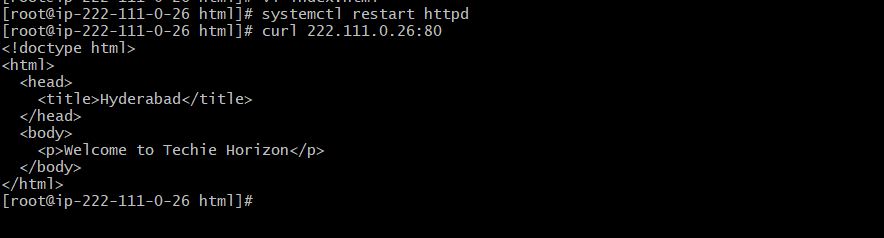 [root@ip-222-111-0-26 html]# systemctl restart httpd
[root@ip-222-111-0-26 html]# curl 222.111.0.26:80
<!doctype html>
<html>
  <head>
    <title>Hyderabad</title>
  </head>
  <body>
    <p>Welcome to Techie Horizon</p>
  </body>
</html>
[root@ip-222-111-0-26 html]#